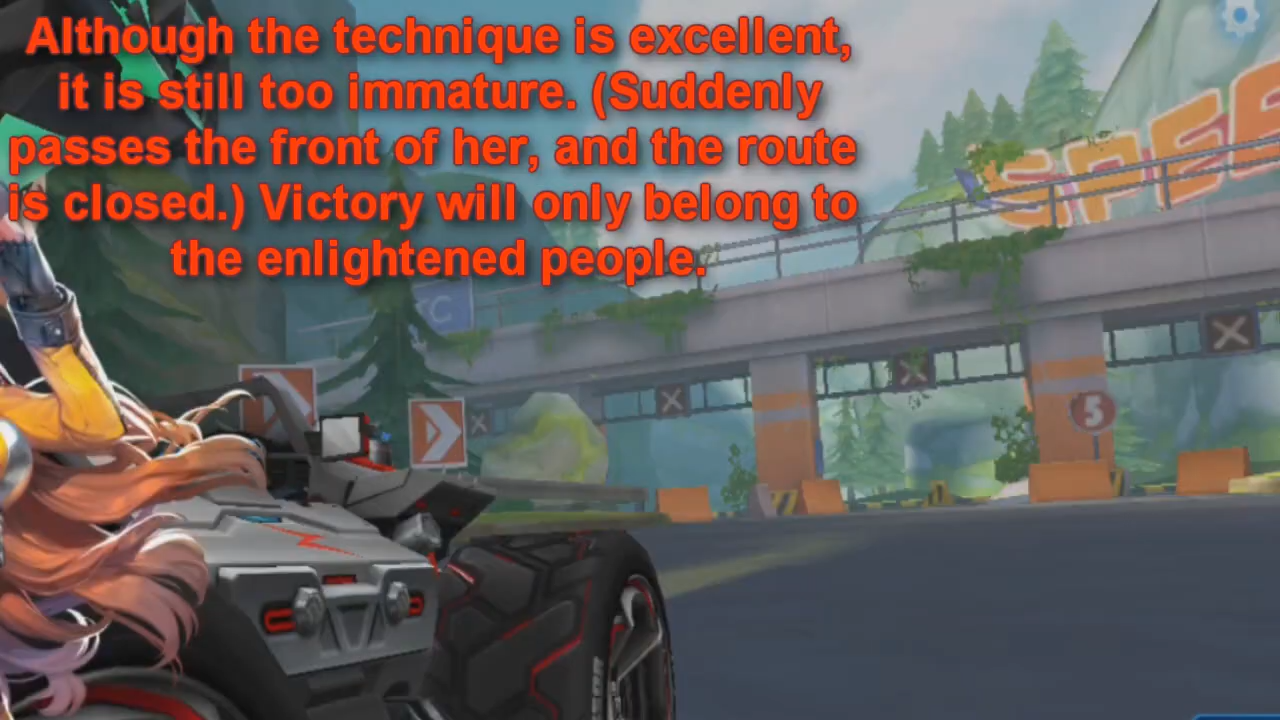 Although the technique is excellent,
it is still too immature. (Suddenly
passes the front of her, and the route
is closed.) Victory will only belong to
the enlightened people.
SPEE
C
5